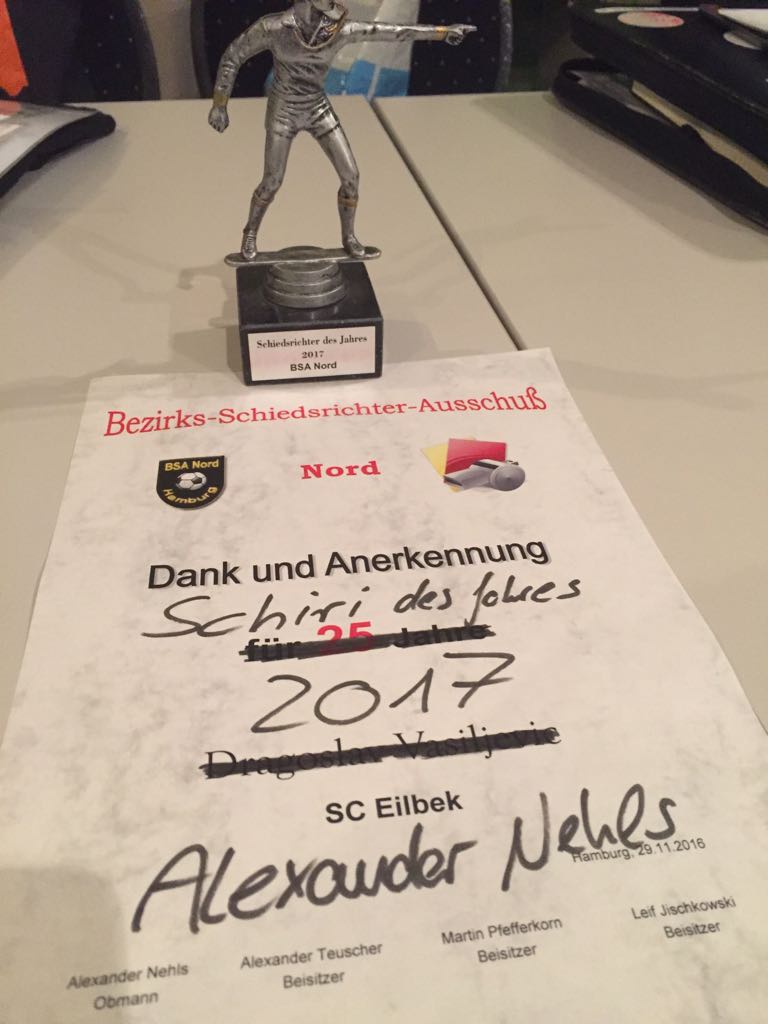 Schiedsrichter des Jahres
2017
BSA Nord
Bezirks-Schiedsrichter-Ausschuß
BSA Nord
Hamburg
Nord
Dank und Anerkennung
Schiri des Jahres
für 25 Jahre
2017
Dragoslav Vasiljevic
SC Eilbek
Alexander Nehls
Hamburg, 29.11.2016
Alexander Nehls
Obmann
Alexander Teuscher
Beisitzer
Martin Pfefferkorn
Beisitzer
Leif Jischkowski
Beisitzer